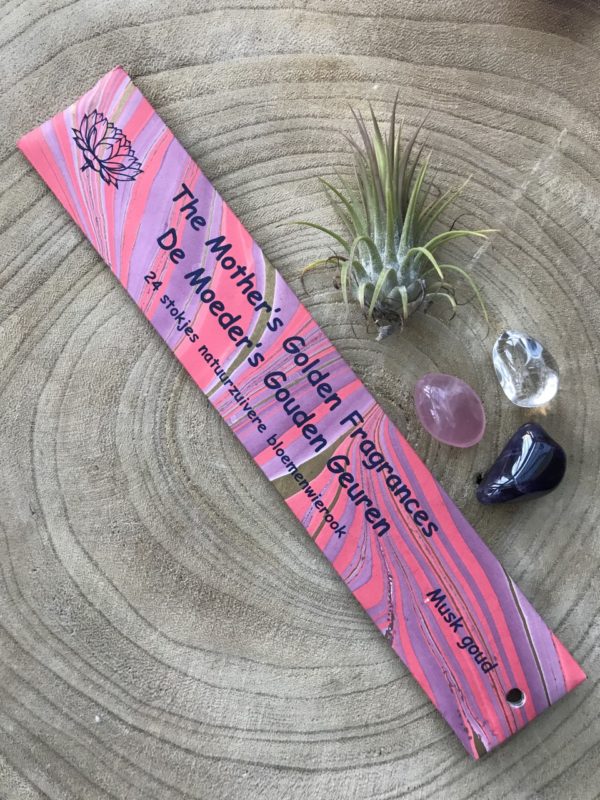 The Mother's Golden Fragrances
De Moeder's Gouden Geuren
24 stokjes natuurzuivere bloemenwierook
Musk goud